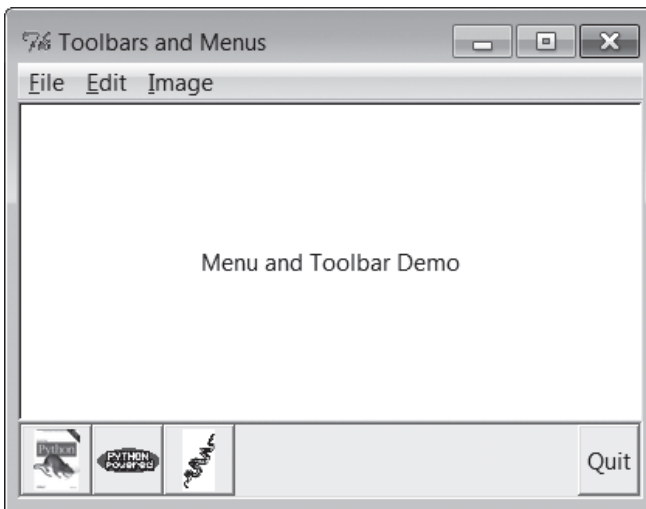 Toolbars and Menus
File Edit Image
Menu and Toolbar Demo
Python
PYTHON
Powered
Quit